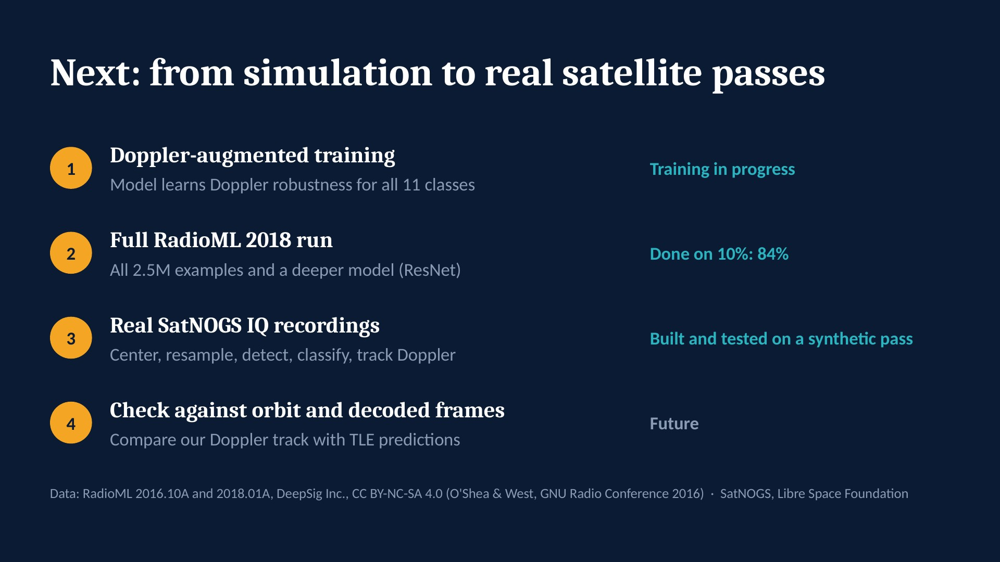 Next: from simulation to real satellite passes
1
Doppler-augmented training
Model learns Doppler robustness for all 11 classes
Training in progress
2
Full RadioML 2018 run
All 2.5M examples and a deeper model (ResNet)
Done on 10%: 84%
3
Real SatNOGS IQ recordings
Center, resample, detect, classify, track Doppler
Built and tested on a synthetic pass
4
Check against orbit and decoded frames
Compare our Doppler track with TLE predictions
Future
Data: RadioML 2016.10A and 2018.01A, DeepSig Inc., CC BY-NC-SA 4.0 (O'Shea & West, GNU Radio Conference 2016) · SatNOGS, Libre Space Foundation